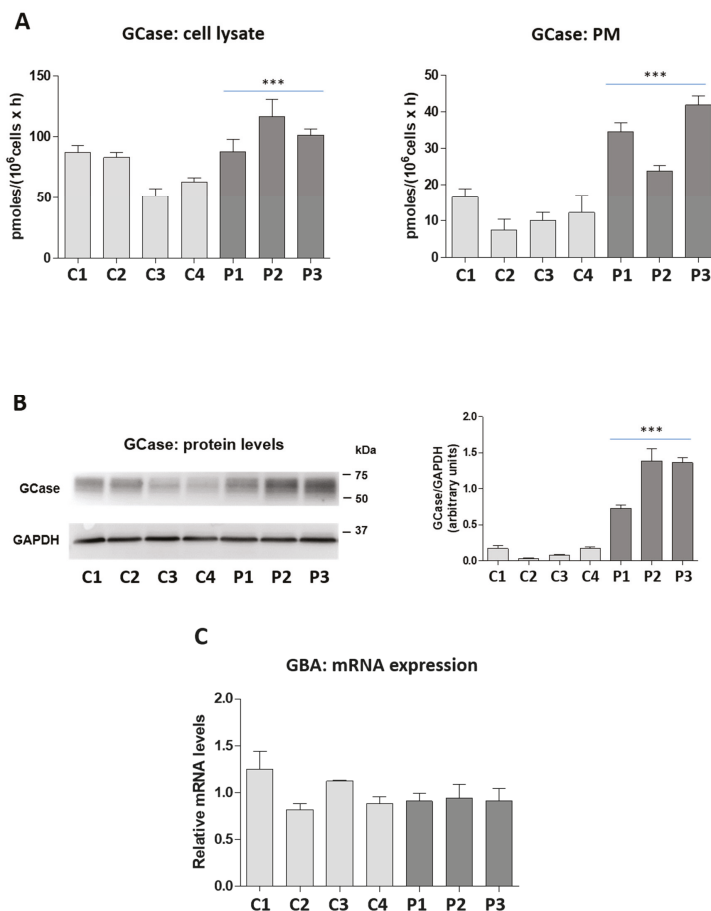 A
GCase: cell lysate
pmoles/(10⁶cells x h)
150
100
50
0
***
C1 C2 C3 C4 P1 P2 P3
GCase: PM
pmoles/(10⁶cells x h)
50
40
30
20
10
0
***
C1 C2 C3 C4 P1 P2 P3
B
GCase: protein levels
kDa
GCase
75
50
GAPDH
37
C1 C2 C3 C4 P1 P2 P3
GCase/GAPDH
(arbitrary units)
2.0
1.5
1.0
0.5
0.0
***
C1 C2 C3 C4 P1 P2 P3
C
GBA: mRNA expression
Relative mRNA levels
2.0
1.5
1.0
0.5
0.0
C1 C2 C3 C4 P1 P2 P3